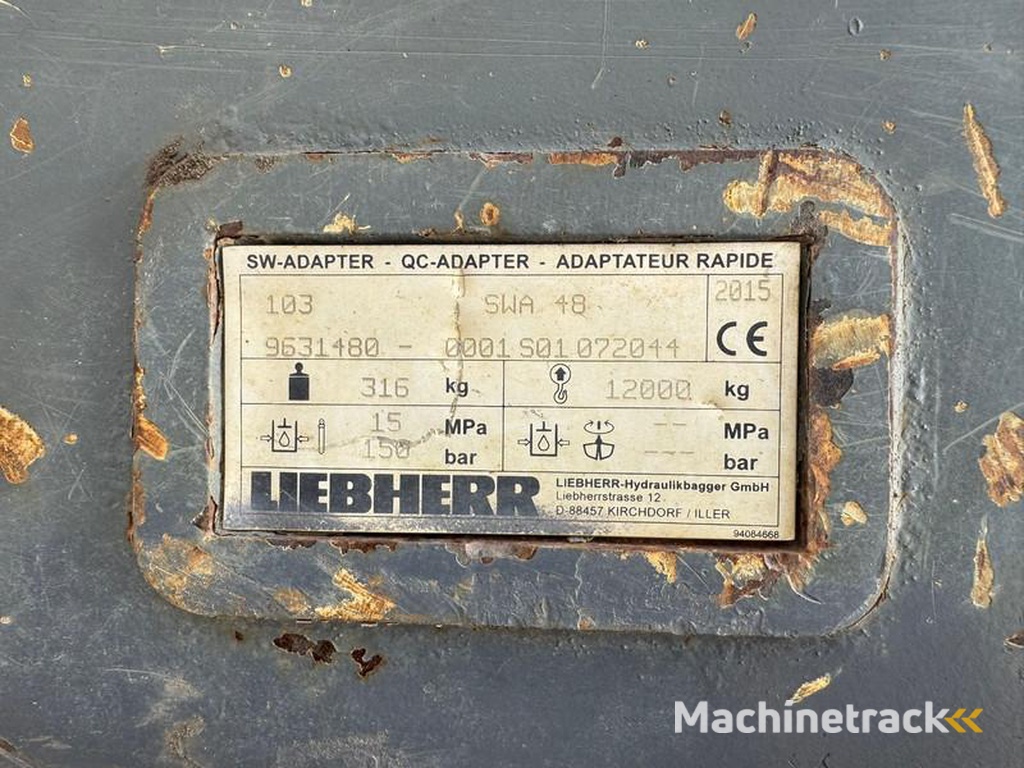 SW-ADAPTER - QC-ADAPTER - ADAPTATEUR RAPIDE
103 SWA 48 2015
9631480 - 0001 S01 072044 CE
316 kg 12000 kg
15 MPa -- MPa
150 bar --- bar
LIEBHERR
LIEBHERR-Hydraulikbagger GmbH
Liebherrstrasse 12
D-88457 KIRCHDORF / ILLER
94084668
Machinetrack